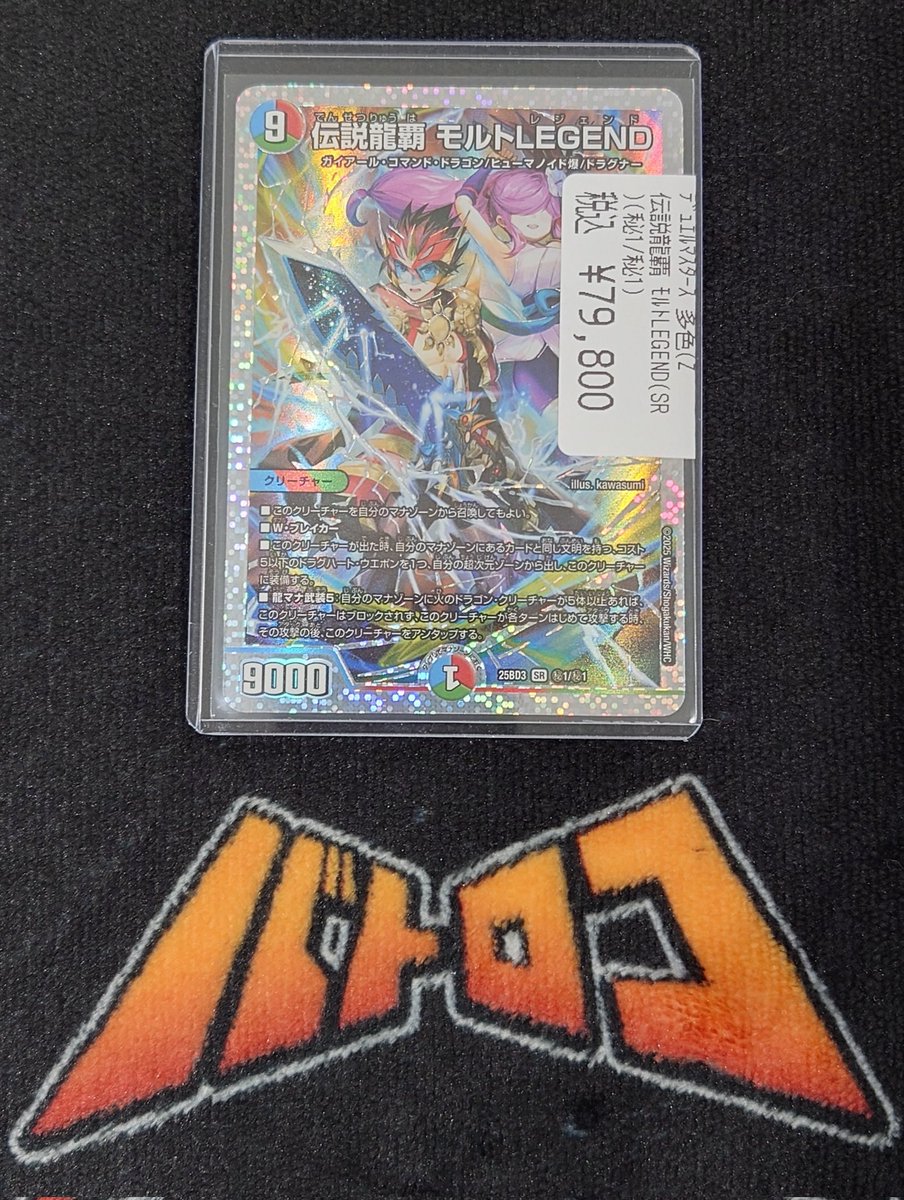 9
でんせつりゅうは レジェンド
伝説龍覇 モルトLEGEND
ガイアール・コマンド・ドラゴン/ヒューマノイド爆/ドラグナー
ﾃﾞｭｴﾙﾏｽﾀｰｽﾞ 多色(Z
伝説龍覇 ﾓﾙﾄLEGEND(SR
)(秘1/秘1)
税込 ¥79,800
クリーチャー
illus. kawasumi
■このクリーチャーを自分のマナゾーンから召喚してもよい。
■W・ブレイカー
■このクリーチャーが出た時、自分のマナゾーンにあるカードと同じ文明を持つ、コスト
5以下のドラグハート・ウエポンを1つ、自分の超次元ゾーンから出し、このクリーチャー
に装備する。
■龍マナ武装5:自分のマナゾーンに火のドラゴン・クリーチャーが5体以上あれば、
このクリーチャーはブロックされず、このクリーチャーが各ターンはじめて攻撃する時、
その攻撃の後、このクリーチャーをアンタップする。
©2025 Wizards/Shogakukan/WHC
9000
1
25BD3 SR ㊙1/㊙1
バトロコ